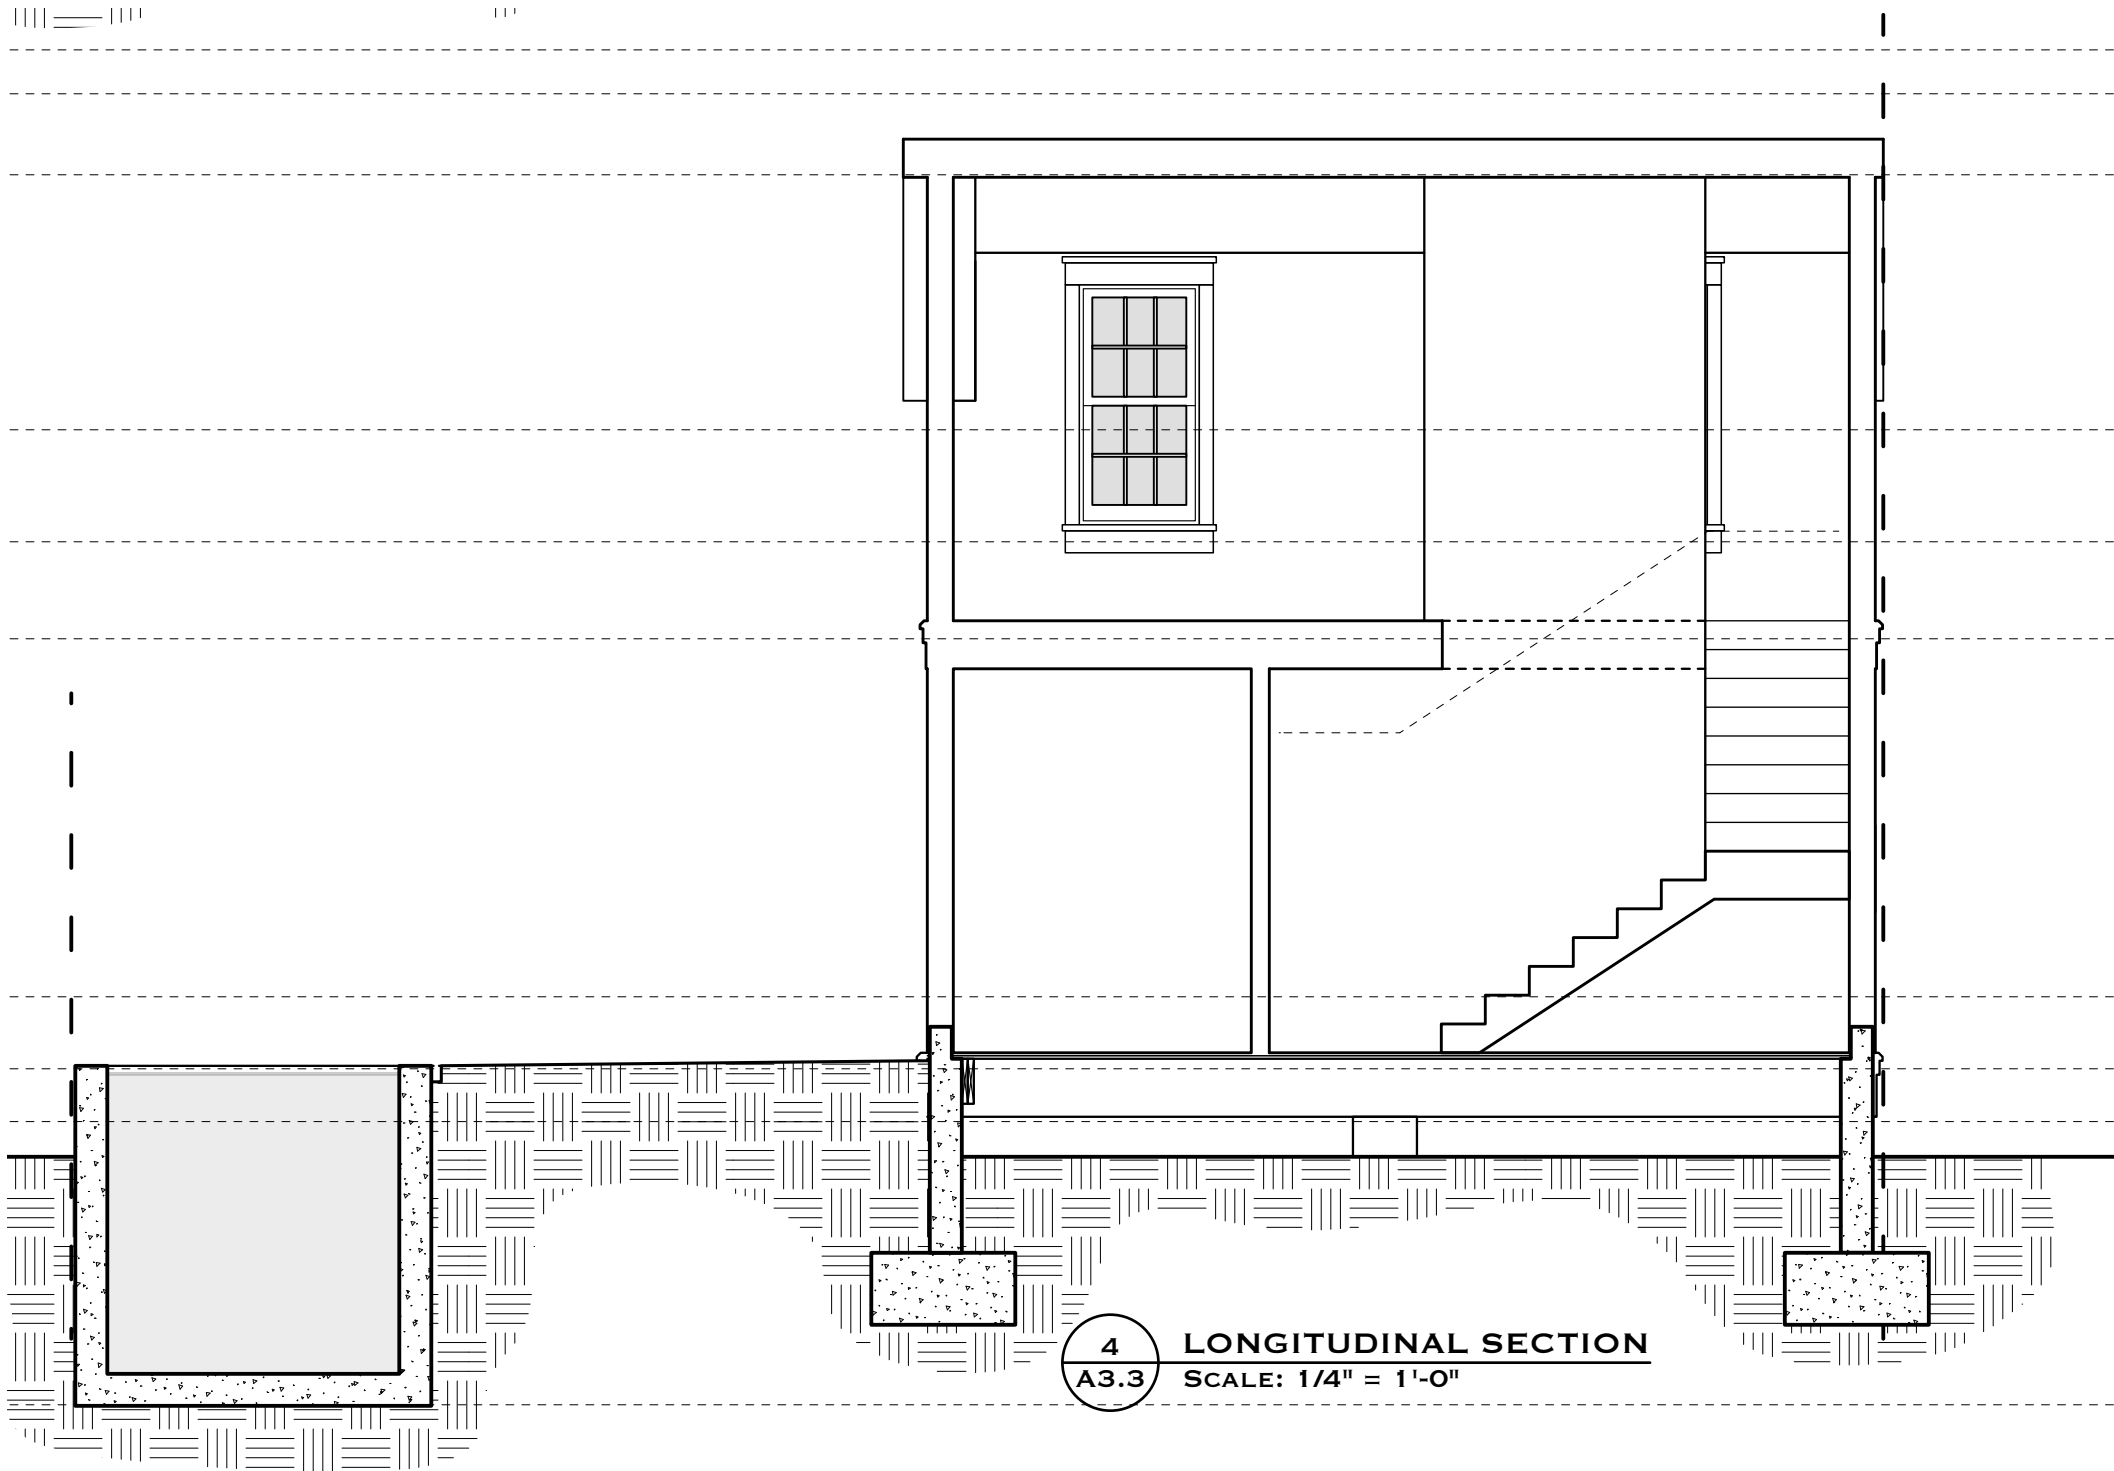 4
A3.3
LONGITUDINAL SECTION
SCALE: 1/4" = 1'-0"